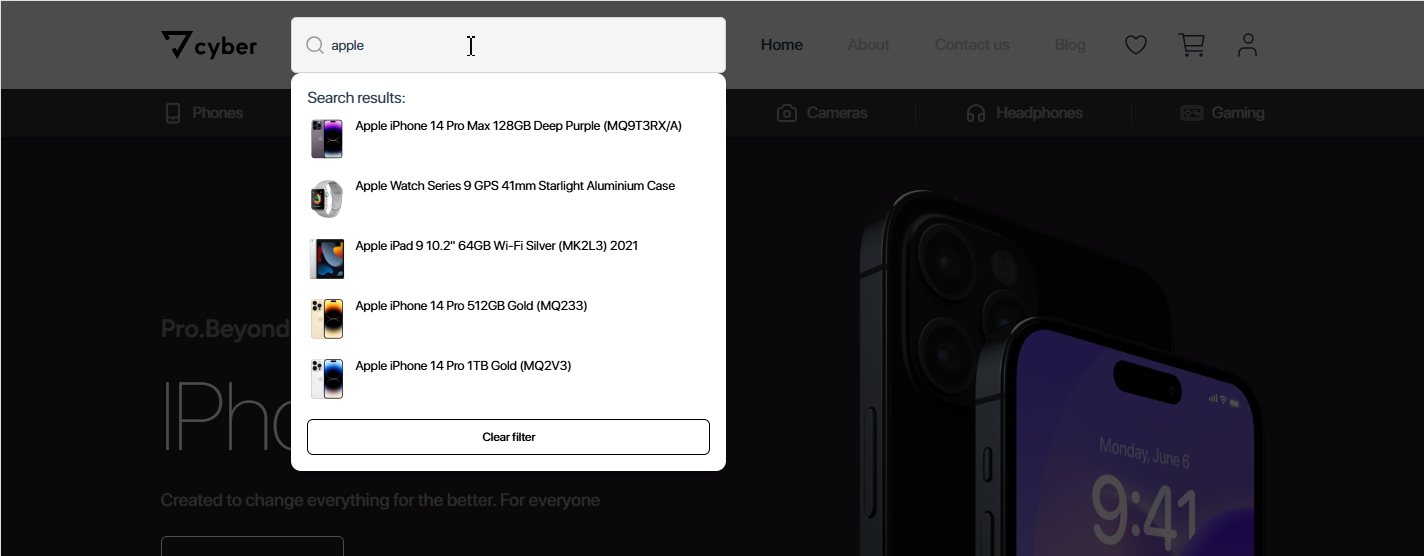 cyber
apple
Home
About
Contact us
Blog
Phones
Cameras
Headphones
Gaming
Search results:
Apple iPhone 14 Pro Max 128GB Deep Purple (MQ9T3RX/A)
Apple Watch Series 9 GPS 41mm Starlight Aluminium Case
Apple iPad 9 10.2" 64GB Wi-Fi Silver (MK2L3) 2021
Apple iPhone 14 Pro 512GB Gold (MQ233)
Apple iPhone 14 Pro 1TB Gold (MQ2V3)
Clear filter
Pro.Beyond
IPho
Created to change everything for the better. For everyone
Monday, June 6
9:41